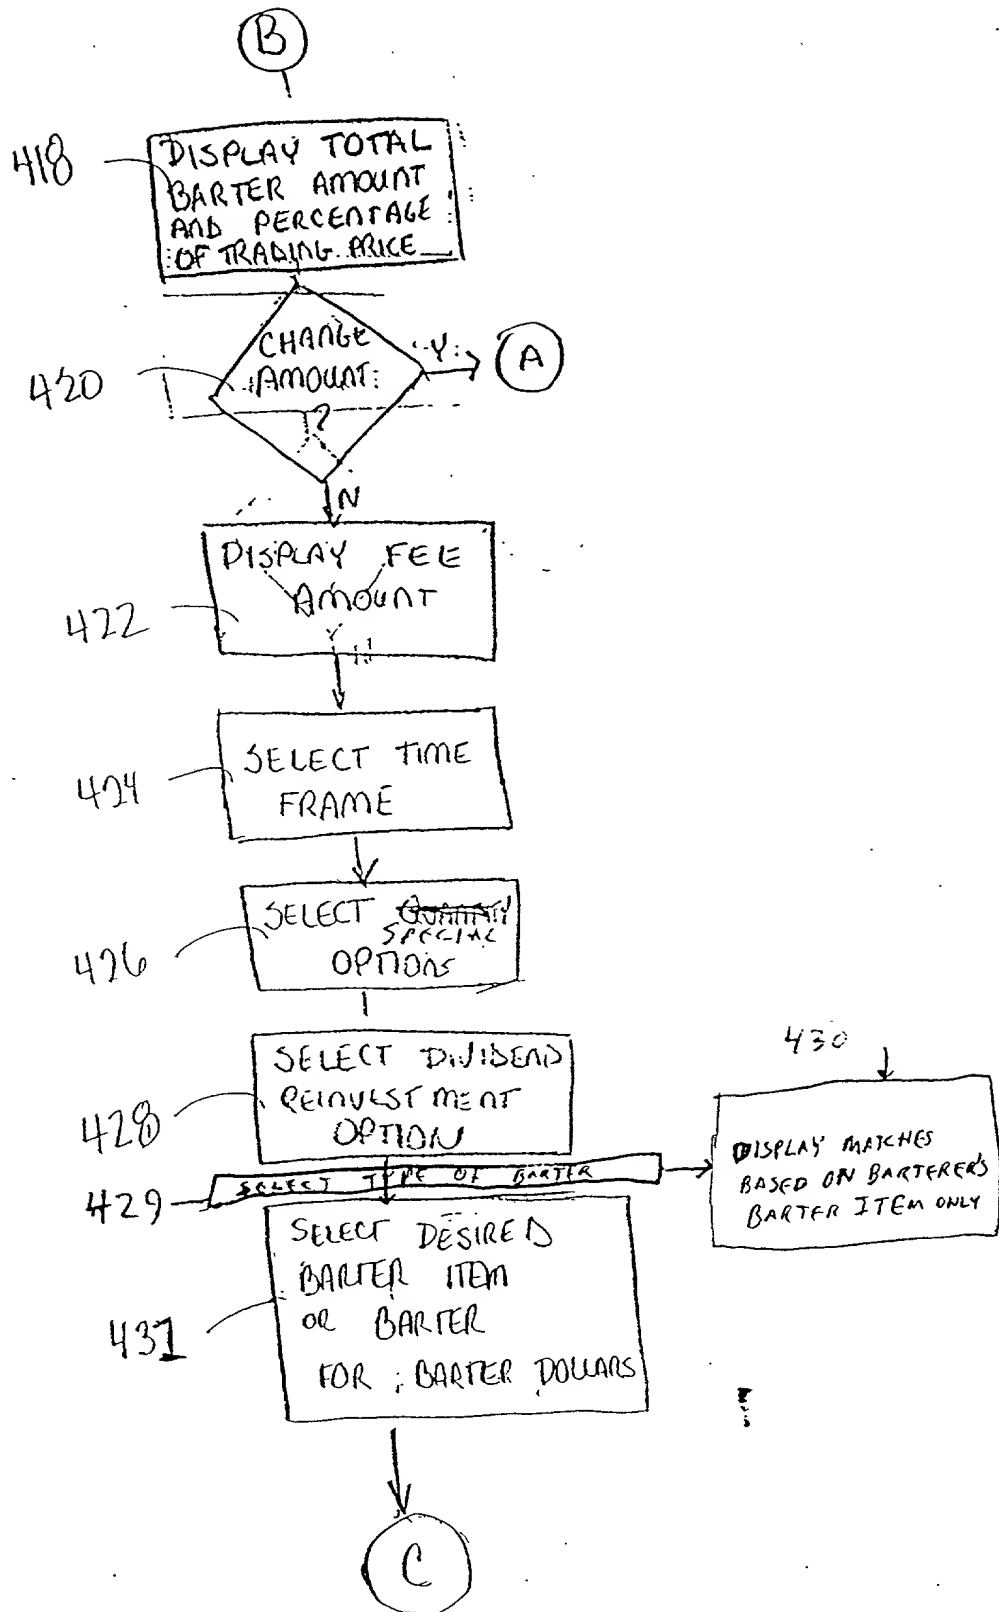 B
418
DISPLAY TOTAL
BARTER AMOUNT
AND PERCENTAGE
OF TRADING PRICE
420
CHANGE
AMOUNT
?
Y
A
N
422
DISPLAY FEE
AMOUNT
424
SELECT TIME
FRAME
426
SELECT QUANTITY
SPECIAL
OPTIONS
428
SELECT DIVIDEND
REINVESTMENT
OPTION
429
SELECT TYPE OF BARTER
430
DISPLAY MATCHES
BASED ON BARTERER'S
BARTER ITEM ONLY
431
SELECT DESIRED
BARTER ITEM
OR BARTER
FOR BARTER DOLLARS
C